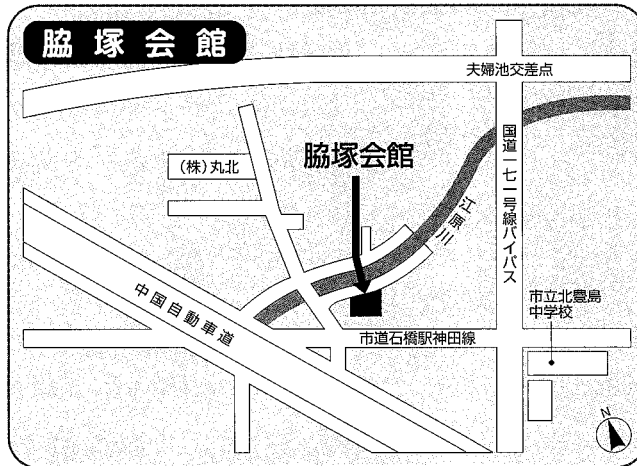 脇塚会館
夫婦池交差点
国道一七一号線バイパス
脇塚会館
(株)丸北
江原川
中国自動車道
市立北豊島
中学校
市道石橋駅神田線
N